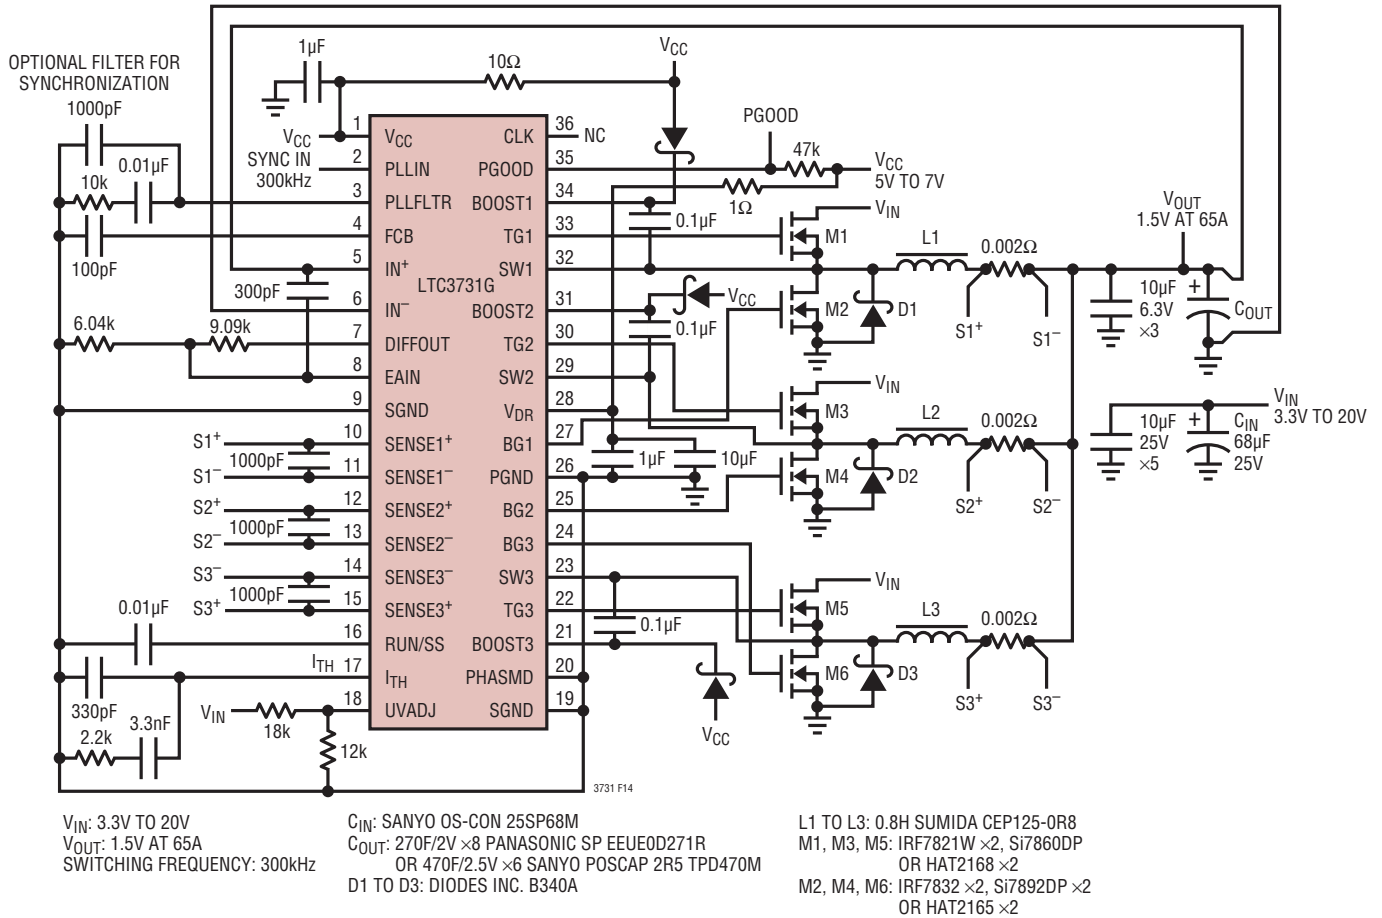 OPTIONAL FILTER FOR
SYNCHRONIZATION
1000pF
0.01µF
10k
100pF
1µF
10Ω
VCC
VCC
SYNC IN
300kHz
300pF
6.04k
9.09k
S1+
1000pF
S1–
S2+
1000pF
S2–
S3–
1000pF
S3+
0.01µF
ITH
330pF
3.3nF
2.2k
VIN
18k
12k
1 VCC
2 PLLIN
3 PLLFLTR
4 FCB
5 IN+
6 IN–
7 DIFFOUT
8 EAIN
9 SGND
10 SENSE1+
11 SENSE1–
12 SENSE2+
13 SENSE2–
14 SENSE3–
15 SENSE3+
16 RUN/SS
17 ITH
18 UVADJ
LTC3731G
CLK 36 NC
PGOOD 35
BOOST1 34
TG1 33
SW1 32
BOOST2 31
TG2 30
SW2 29
VDR 28
BG1 27
PGND 26
BG2 25
BG3 24
SW3 23
TG3 22
BOOST3 21
PHASMD 20
SGND 19
PGOOD
47k
VCC
5V TO 7V
1Ω
0.1µF
VCC
0.1µF
1µF
10µF
0.1µF
VCC
VIN
M1
M2
L1
D1
0.002Ω
S1+
S1–
VOUT
1.5V AT 65A
10µF
6.3V
×3
+
COUT
VIN
M3
M4
L2
D2
0.002Ω
S2+
S2–
VIN
3.3V TO 20V
10µF
25V
×5
+
CIN
68µF
25V
VIN
M5
M6
L3
D3
0.002Ω
S3+
S3–
3731 F14
VIN: 3.3V TO 20V
VOUT: 1.5V AT 65A
SWITCHING FREQUENCY: 300kHz
CIN: SANYO OS-CON 25SP68M
COUT: 270F/2V ×8 PANASONIC SP EEUE0D271R
OR 470F/2.5V ×6 SANYO POSCAP 2R5 TPD470M
D1 TO D3: DIODES INC. B340A
L1 TO L3: 0.8H SUMIDA CEP125-0R8
M1, M3, M5: IRF7821W ×2, Si7860DP
OR HAT2168 ×2
M2, M4, M6: IRF7832 ×2, Si7892DP ×2
OR HAT2165 ×2